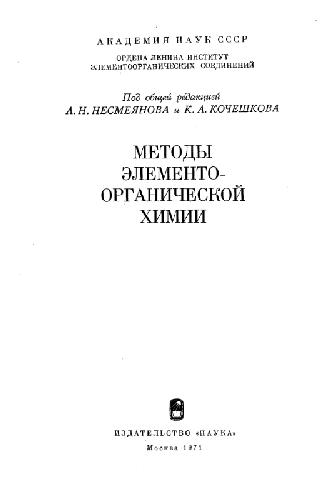 АКАДЕМИЯ НАУК СССР
ОРДЕНА ЛЕНИНА ИНСТИТУТ
ЭЛЕМЕНТООРГАНИЧЕСКИХ СОЕДИНЕНИЙ
Под общей редакцией
А. Н. НЕСМЕЯНОВА и К. А. КОЧЕШКОВА
МЕТОДЫ
ЭЛЕМЕНТО-
ОРГАНИЧЕСКОЙ
ХИМИИ
ИЗДАТЕЛЬСТВО «НАУКА»
Москва 1971